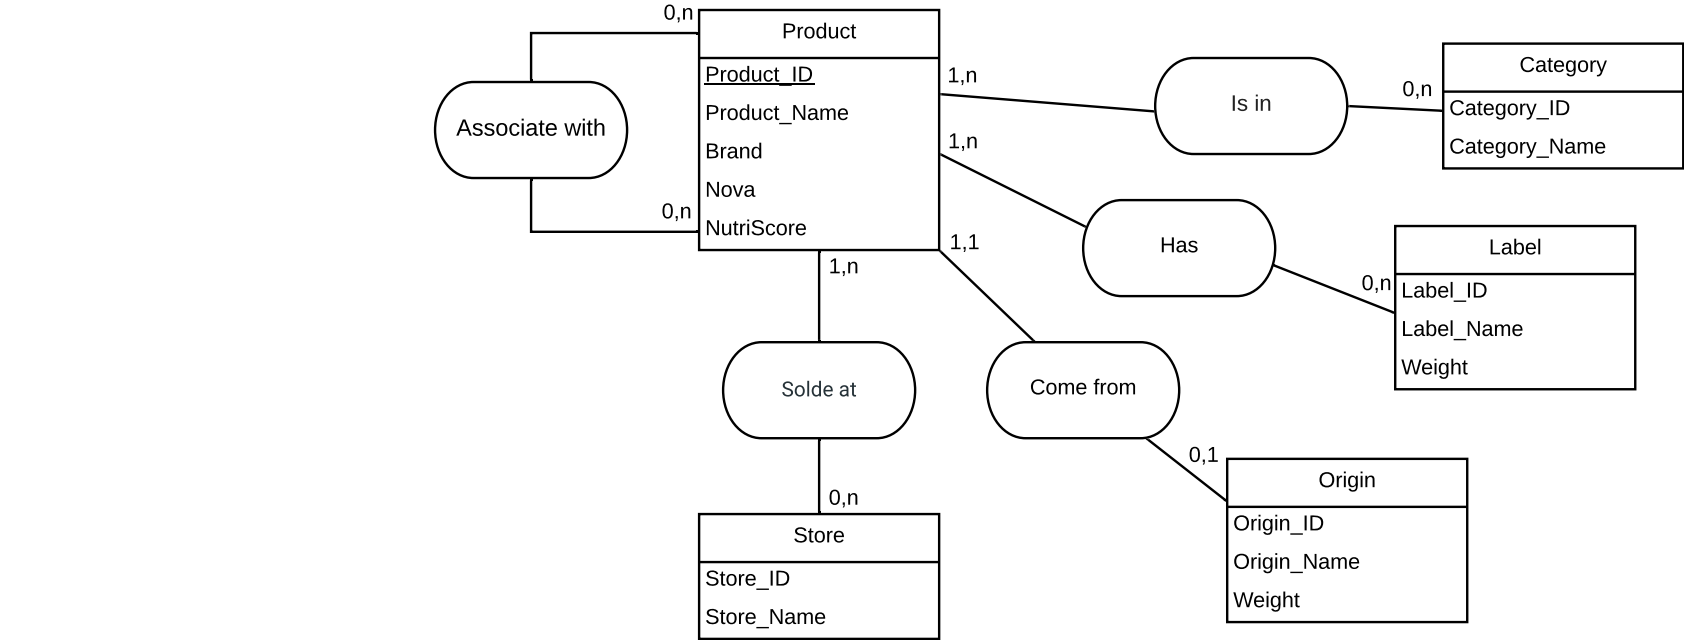 0,n
Product
Product_ID
Product_Name
Brand
Nova
NutriScore
Associate with
0,n
1,n
Is in
0,n
Category
Category_ID
Category_Name
1,n
Has
0,n
Label
Label_ID
Label_Name
Weight
1,1
Come from
0,1
Origin
Origin_ID
Origin_Name
Weight
1,n
Solde at
0,n
Store
Store_ID
Store_Name